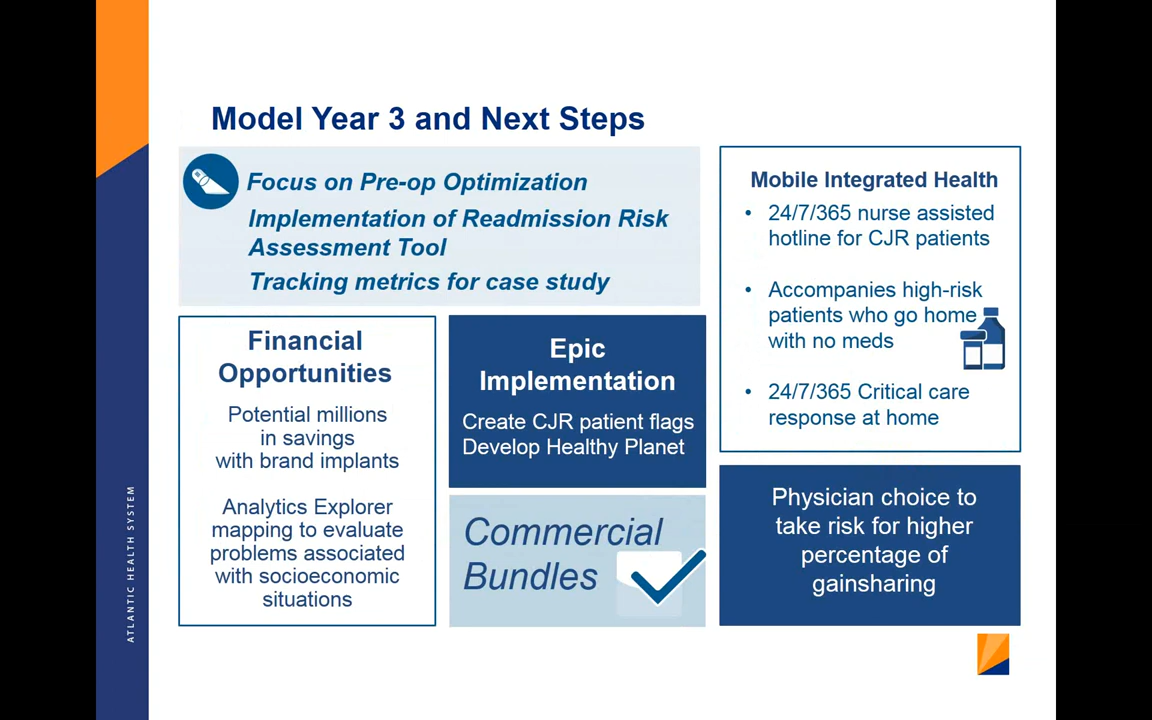 Model Year 3 and Next Steps
Focus on Pre-op Optimization
Implementation of Readmission Risk
Assessment Tool
Tracking metrics for case study
Financial
Opportunities
Potential millions
in savings
with brand implants
Analytics Explorer
mapping to evaluate
problems associated
with socioeconomic
situations
Epic
Implementation
Create CJR patient flags
Develop Healthy Planet
Commercial
Bundles
Mobile Integrated Health
• 24/7/365 nurse assisted
hotline for CJR patients
• Accompanies high-risk
patients who go home
with no meds
• 24/7/365 Critical care
response at home
Physician choice to
take risk for higher
percentage of
gainsharing
ATLANTIC HEALTH SYSTEM